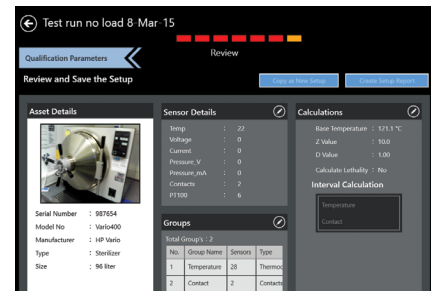 Test run no load 8-Mar-15
Review
Qualification Parameters
Review and Save the Setup
Copy as New Setup
Create Setup Report
Asset Details
Serial Number : 987654
Model No : Vario400
Manufacturer : HP Vario
Type : Sterilizer
Size : 96 liter
Sensor Details
Temp : 22
Voltage : 0
Current : 0
Pressure_V : 0
Pressure_mA : 0
Contacts : 2
PT100 : 6
Groups
Total Group's : 2
No. Group Name Sensors Type
1 Temperature 28 Thermoc
2 Contact 2 Contacts
Calculations
Base Temperature : 121.1 °C
Z Value : 10.0
D Value : 1.00
Calculate Lethality : No
Interval Calculation
Temperature
Contact